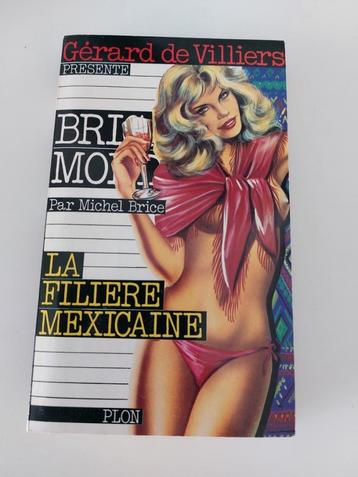 Gérard de Villiers
PRESENTE
BRI
MO
Par Michel Brice
LA
FILIERE
MEXICAINE
PLON